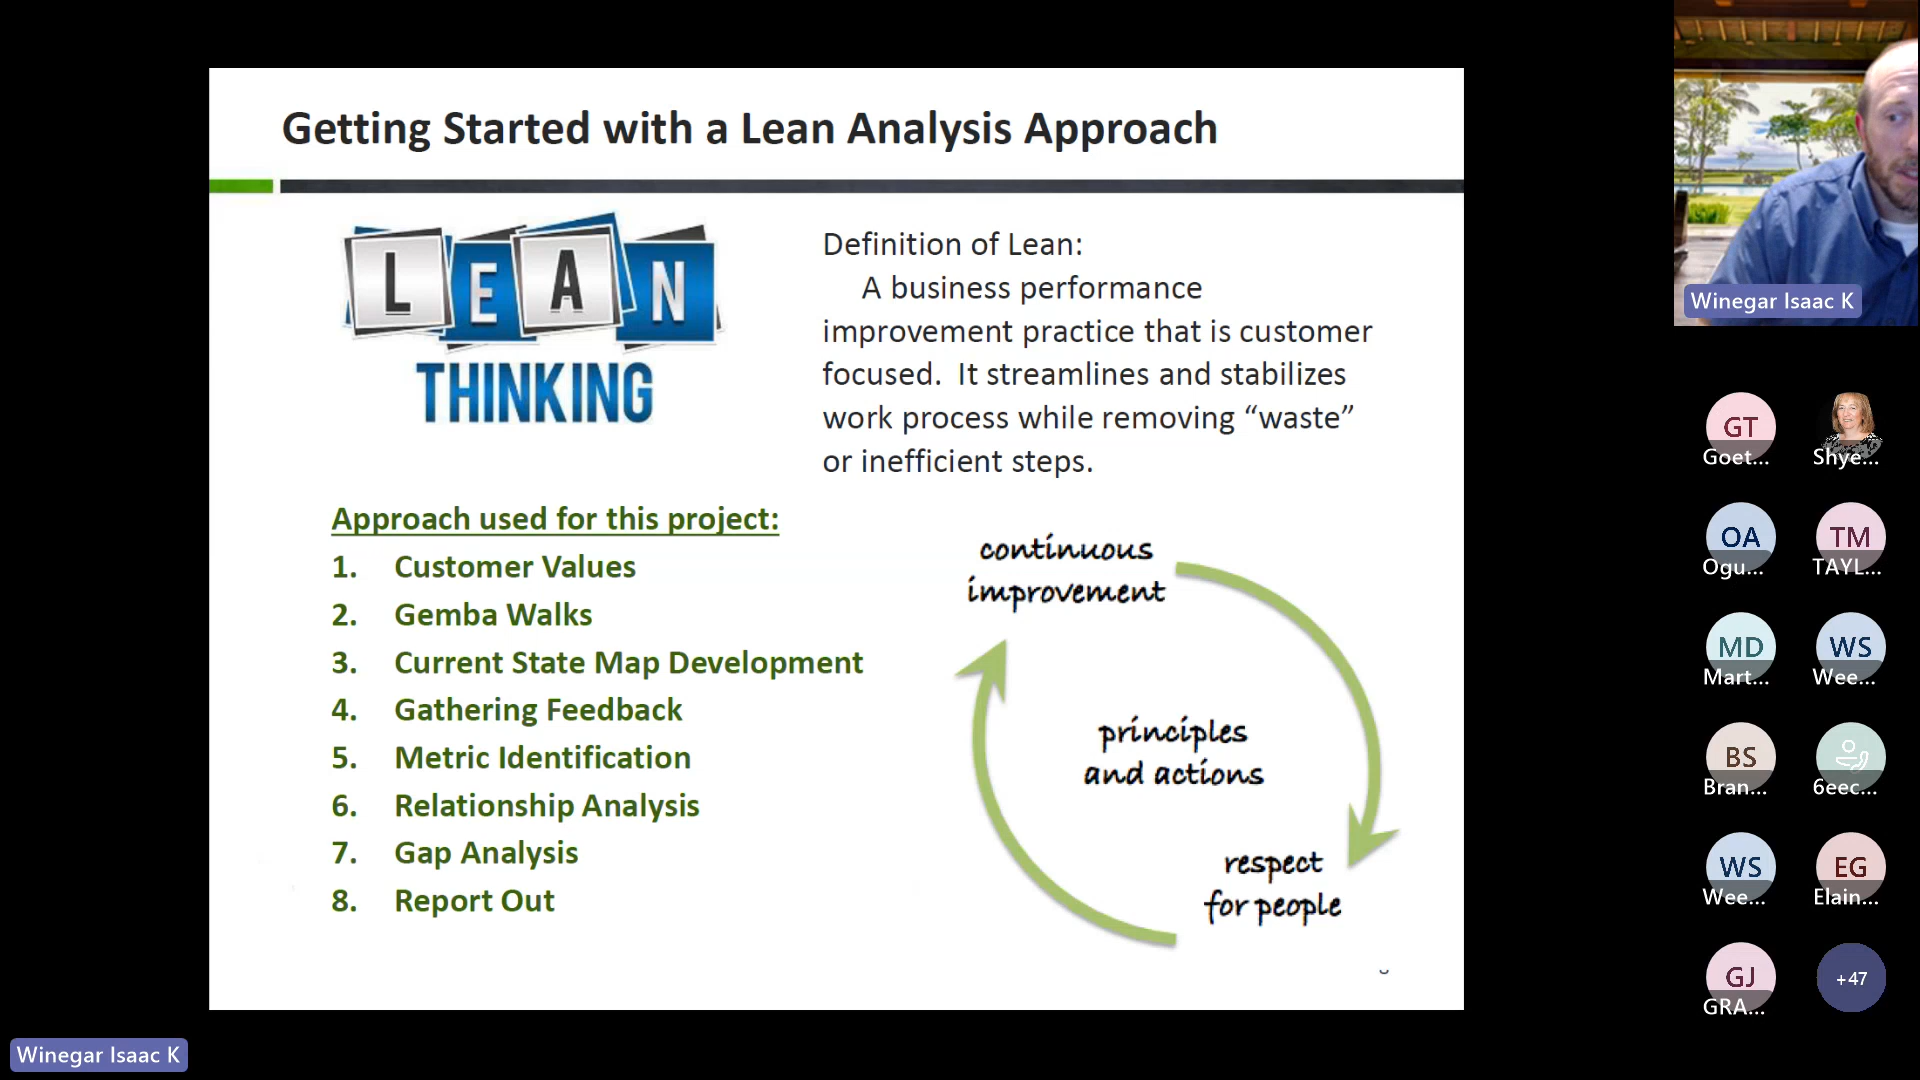 Getting Started with a Lean Analysis Approach
LEAN
THINKING
Definition of Lean:
A business performance
improvement practice that is customer
focused. It streamlines and stabilizes
work process while removing “waste”
or inefficient steps.
Approach used for this project:
1. Customer Values
2. Gemba Walks
3. Current State Map Development
4. Gathering Feedback
5. Metric Identification
6. Relationship Analysis
7. Gap Analysis
8. Report Out
continuous
improvement
principles
and actions
respect
for people
Winegar Isaac K
GT
Goet...
Shye...
OA
Ogu...
TM
TAYL...
MD
Mart...
WS
Wee...
BS
Bran...
6eec...
WS
Wee...
EG
Elain...
GJ
GRA...
+47
Winegar Isaac K